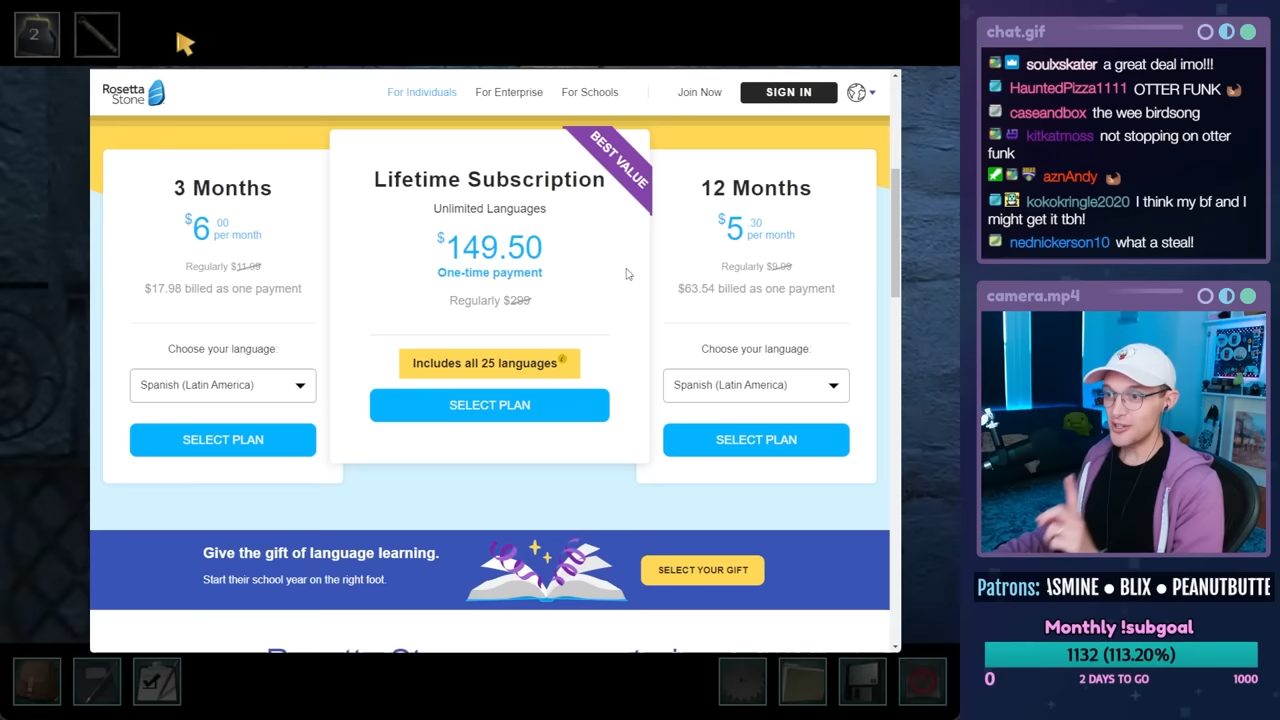 2
Rosetta
Stone
For Individuals
For Enterprise
For Schools
Join Now
SIGN IN
3 Months
$6.00
per month
Regularly $11.99
$17.98 billed as one payment
Choose your language:
Spanish (Latin America)
SELECT PLAN
BEST VALUE
Lifetime Subscription
Unlimited Languages
$149.50
One-time payment
Regularly $299
Includes all 25 languages
SELECT PLAN
12 Months
$5.30
per month
Regularly $9.99
$63.54 billed as one payment
Choose your language:
Spanish (Latin America)
SELECT PLAN
Give the gift of language learning.
Start their school year on the right foot.
SELECT YOUR GIFT
chat.gif
soulxskater a great deal imo!!!
HauntedPizza1111 OTTER FUNK
caseandbox the wee birdsong
kitkatmoss not stopping on otter
funk
aznAndy
kokokringle2020 I think my bf and I
might get it tbh!
nednickerson10 what a steal!
camera.mp4
Patrons: ASMINE ● BLIX ● PEANUTBUTTE
Monthly !subgoal
1132 (113.20%)
0
2 DAYS TO GO
1000